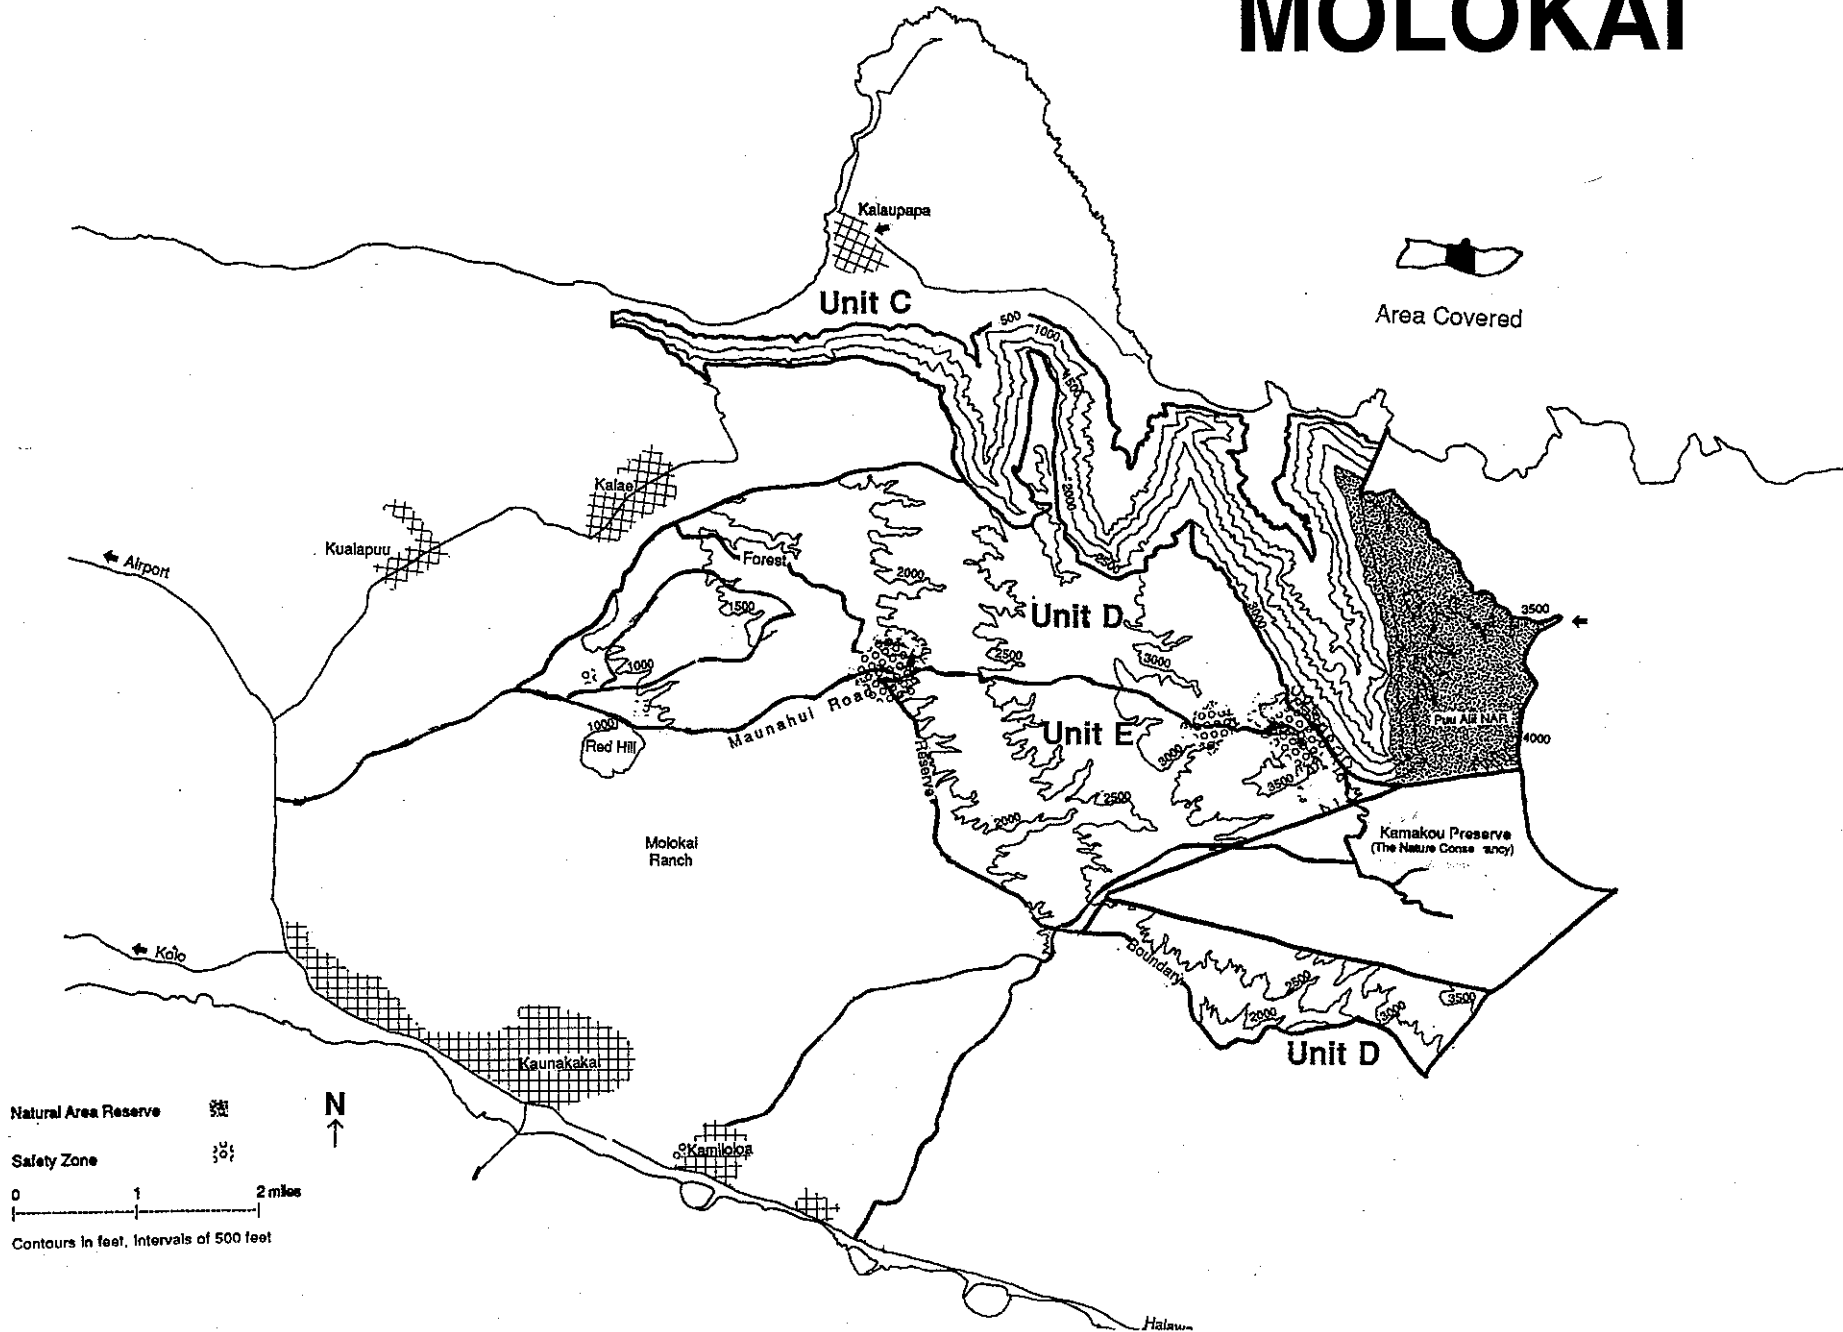 MOLOKAI
Kalaupapa
Unit C
Area Covered
500
1000
1500
Kalae
2000
Kualapuu
Airport
Forest
2500
2000
1500
Unit D
3000
3500
2500
3000
1000
1000
Maunahui Road
Red Hill
Unit E
Reserve
3000
Puu Alii NAR
4000
3500
2500
2000
Molokai
Ranch
Kamakou Preserve
(The Nature Conse ancy)
Kolo
Boundary
2500
3500
2000
3000
Unit D
Kaunakakai
Natural Area Reserve
N
Safety Zone
Kamiloloa
0 1 2 miles
Contours in feet, intervals of 500 feet
Halawa